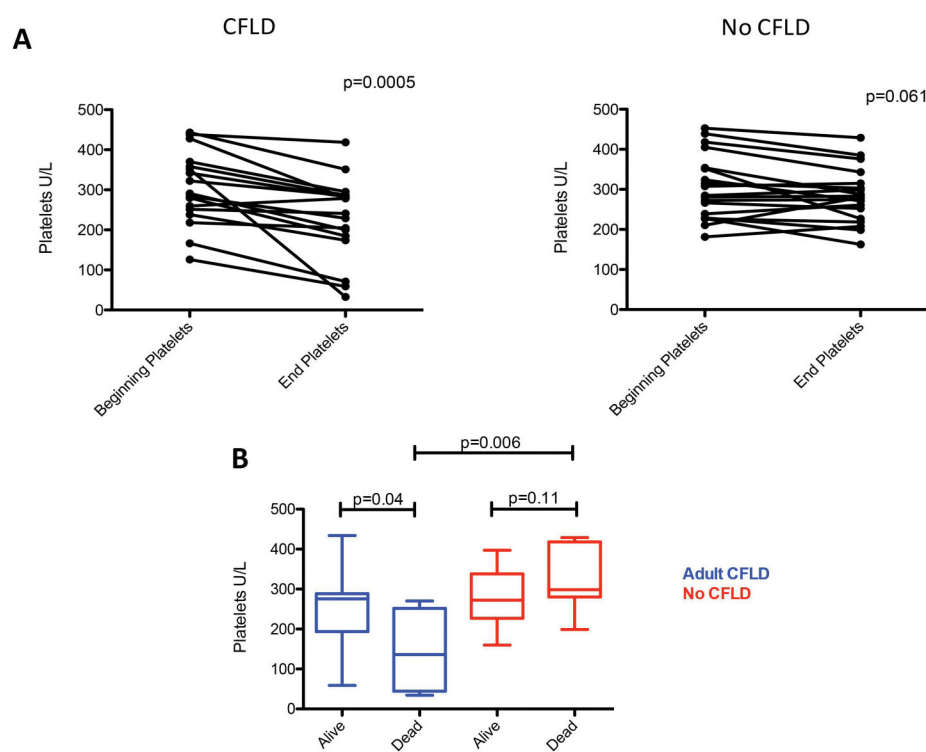 A
CFLD
No CFLD
p=0.0005
p=0.061
Platelets U/L
500
400
300
200
100
0
Beginning Platelets
End Platelets
Platelets U/L
500
400
300
200
100
0
Beginning Platelets
End Platelets
B
p=0.006
p=0.04
p=0.11
Platelets U/L
500
400
300
200
100
0
Alive
Dead
Alive
Dead
Adult CFLD
No CFLD